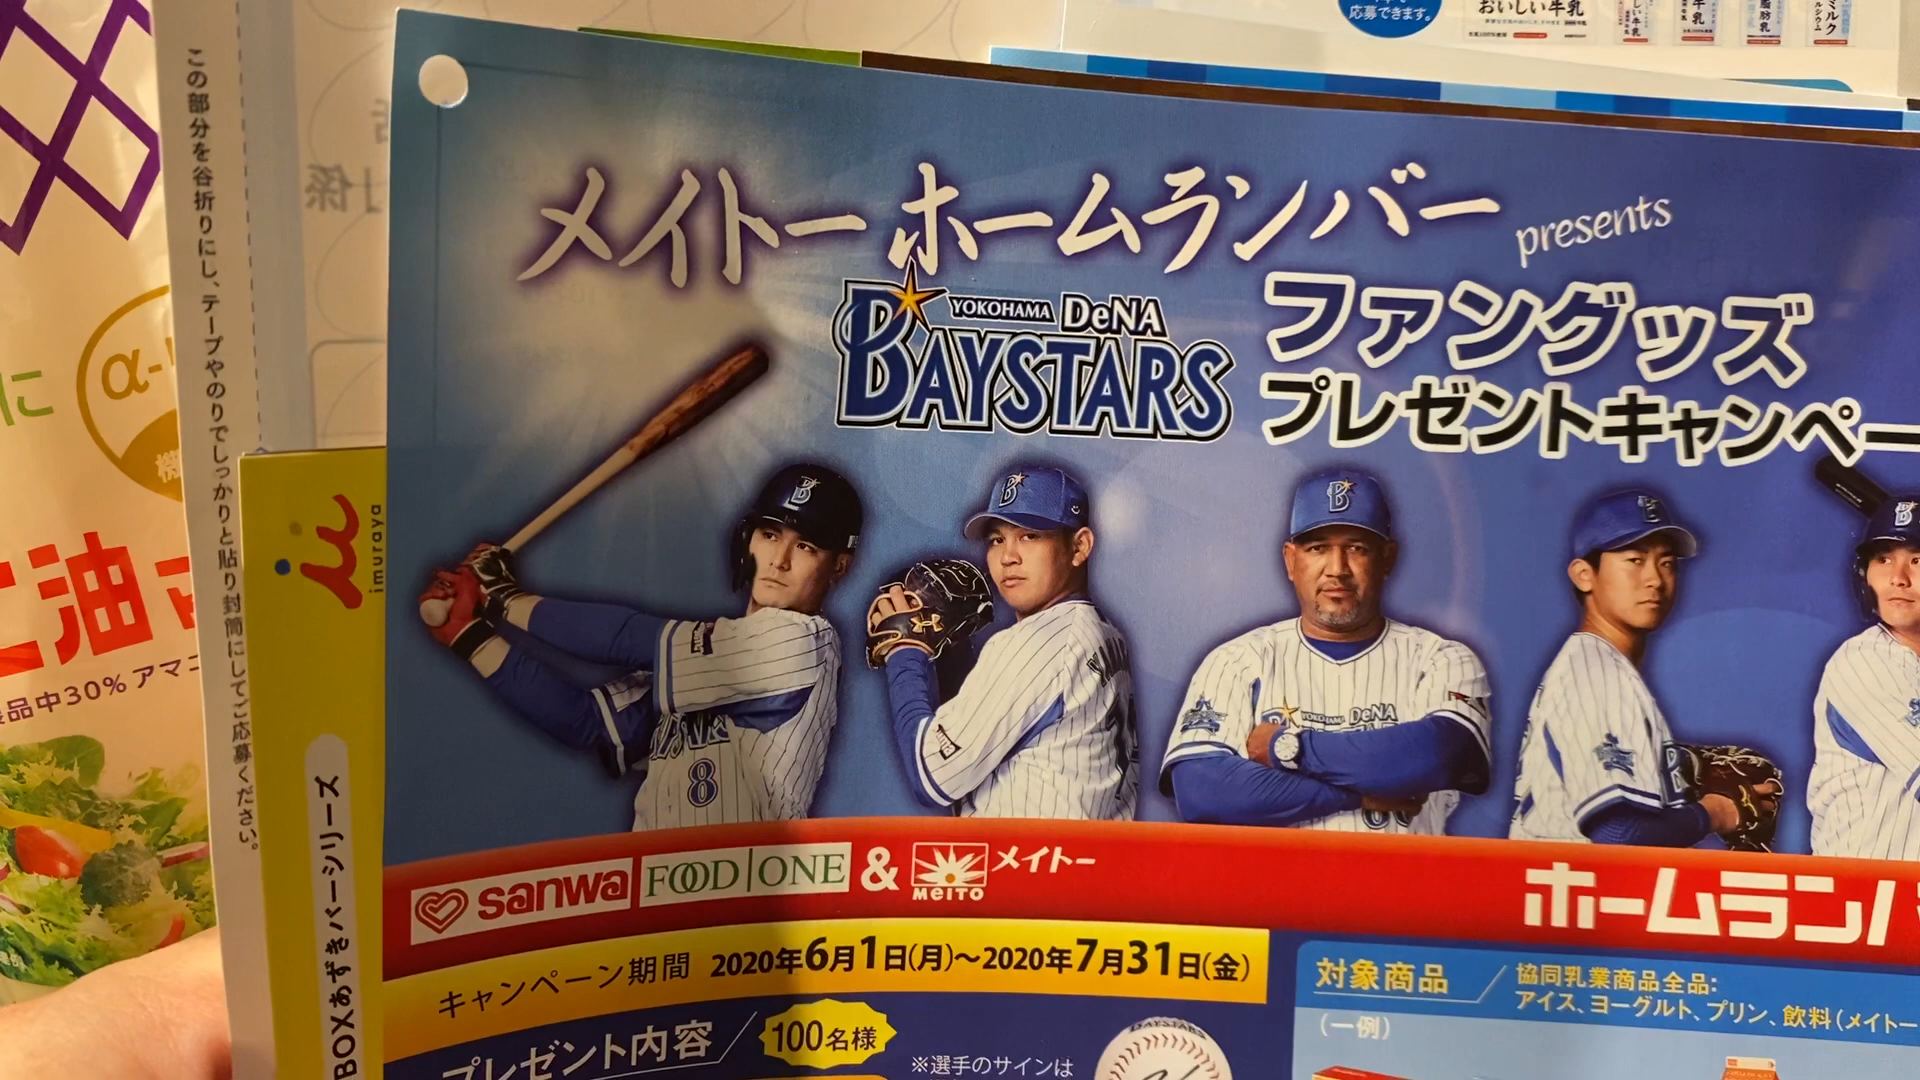 応募できます。
おいしい牛乳
この部分を谷折りにし、テープやのりでしっかりと貼り封筒にしてご応募ください。
メイトーホームランバー presents
YOKOHAMA DeNA
BAYSTARS
ファングッズ
プレゼントキャンペー
に
α-
油
品中30% アマニ
imuraya
BOXあずきバーシリーズ
YOKOHAMA DeNA
8
sanwa FOOD|ONE & MEITO メイトー
ホームラン
キャンペーン期間 2020年6月1日(月)~2020年7月31日(金)
プレゼント内容 100名様
※選手のサインは
BAYSTARS
対象商品
協同乳業商品全品:
アイス、ヨーグルト、プリン、飲料(メイトー
(一例)